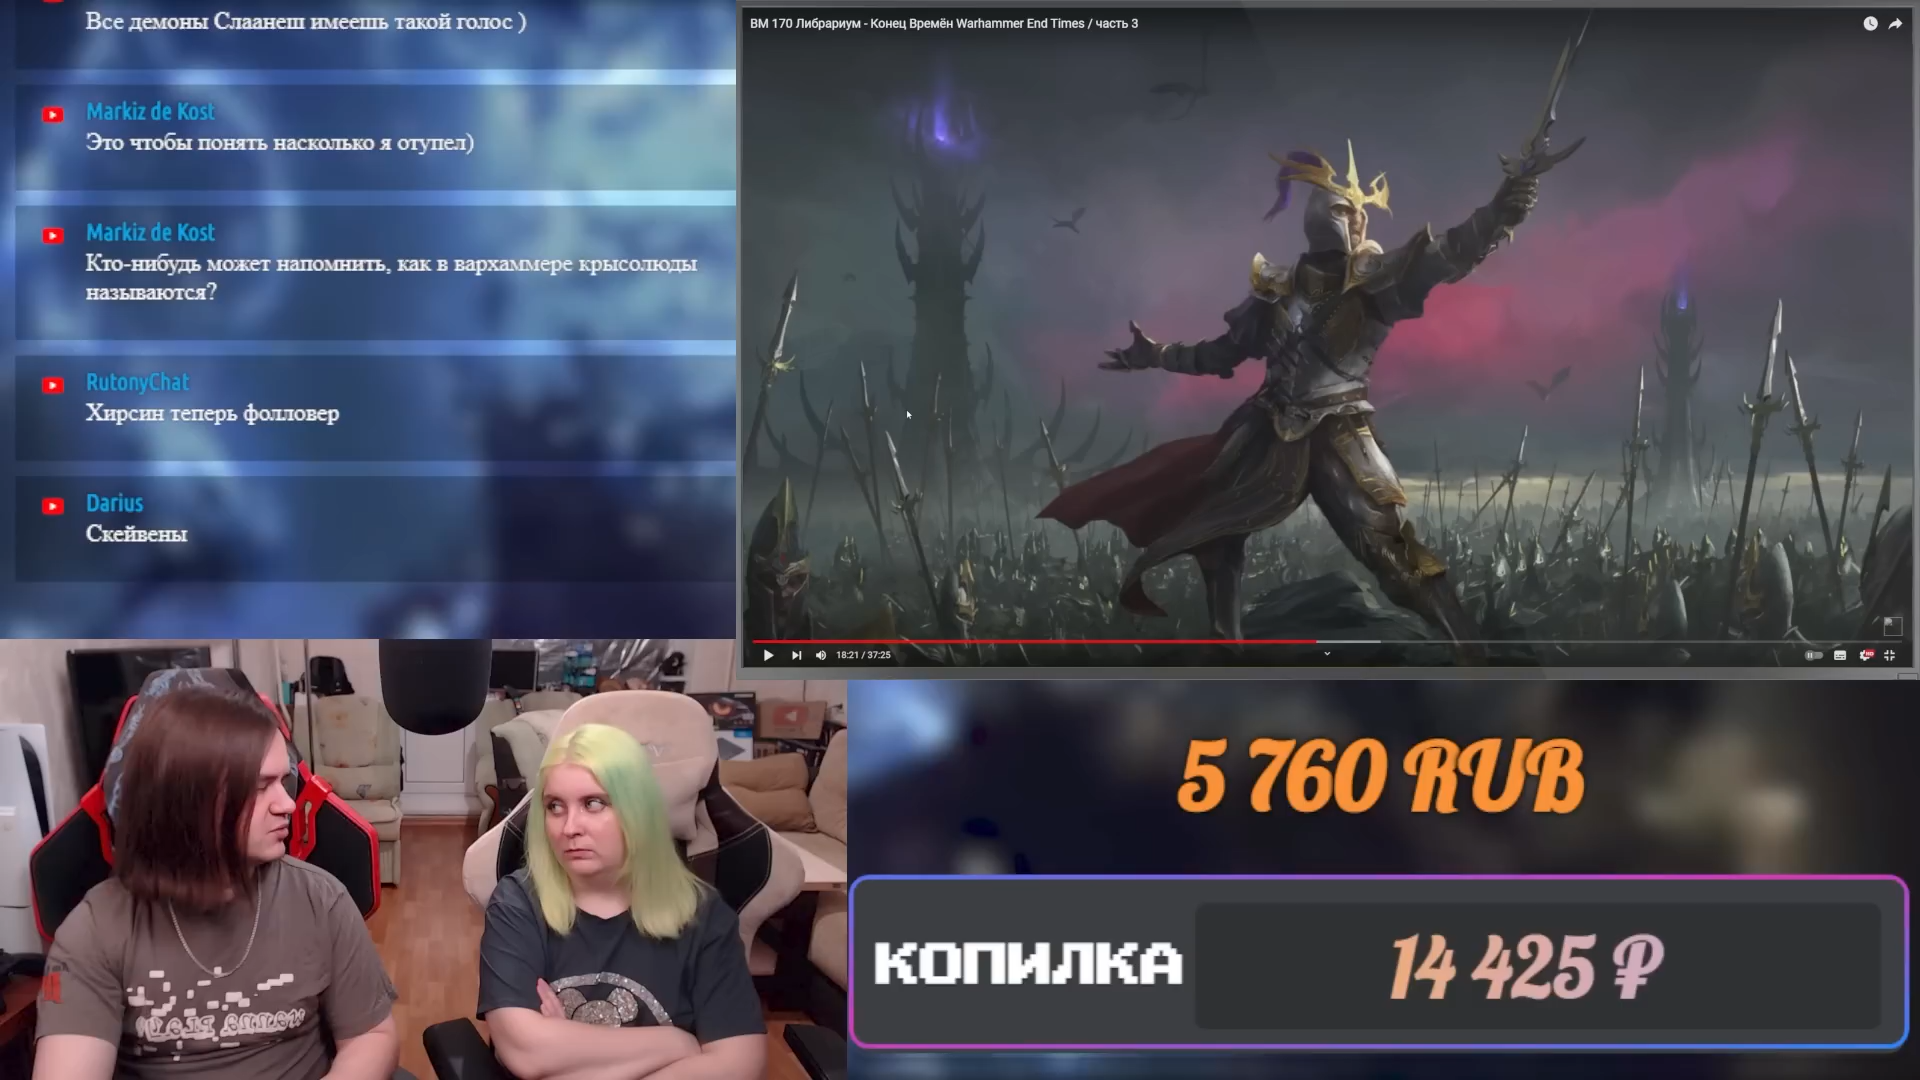 Все демоны Слаанеш имеешь такой голос )
Markiz de Kost
Это чтобы понять насколько я отупел)
Markiz de Kost
Кто-нибудь может напомнить, как в вархаммере крысолюды
называются?
RutonyChat
Хирсин теперь фолловер
Darius
Скейвены
ВМ 170 Либрариум - Конец Времён Warhammer End Times / часть 3
18:21 / 37:25
5 760 RUB
КОПИЛКА
14 425 ₽